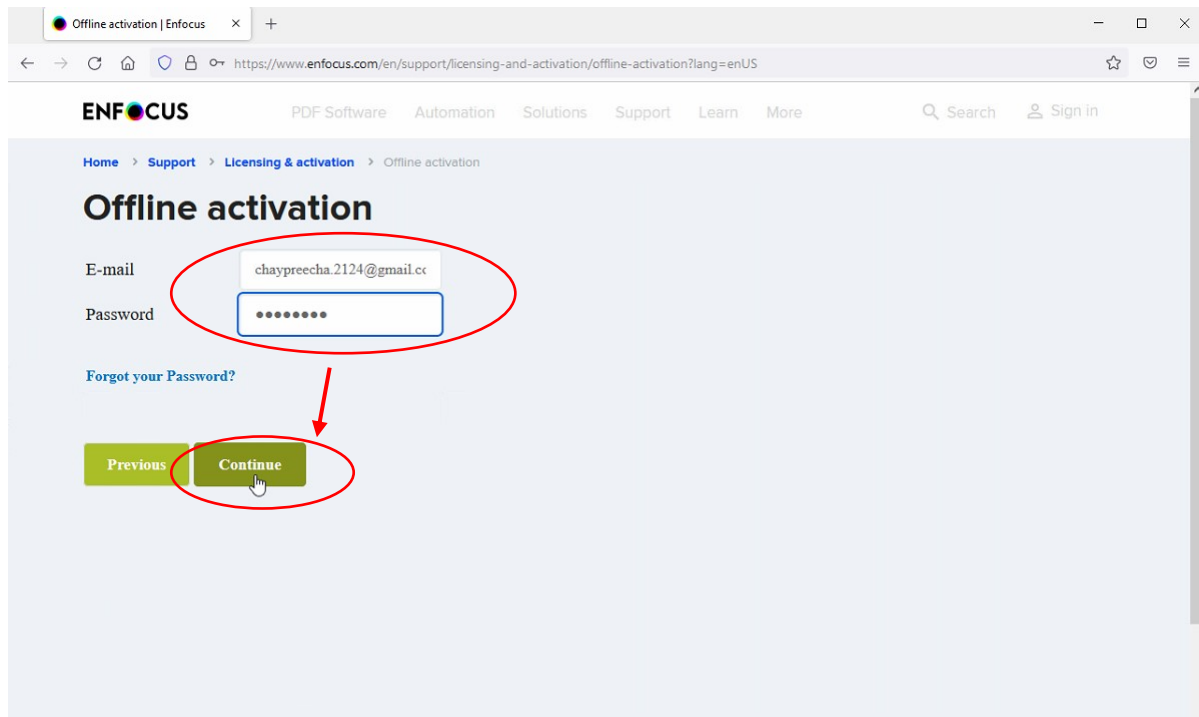 Offline activation | Enfocus
https://www.enfocus.com/en/support/licensing-and-activation/offline-activation?lang=enUS
ENFOCUS PDF Software Automation Solutions Support Learn More Search Sign in
Home > Support > Licensing & activation > Offline activation
Offline activation
E-mail chaypreecha.2124@gmail.cc
Password ••••••••
Forgot your Password?
Previous Continue